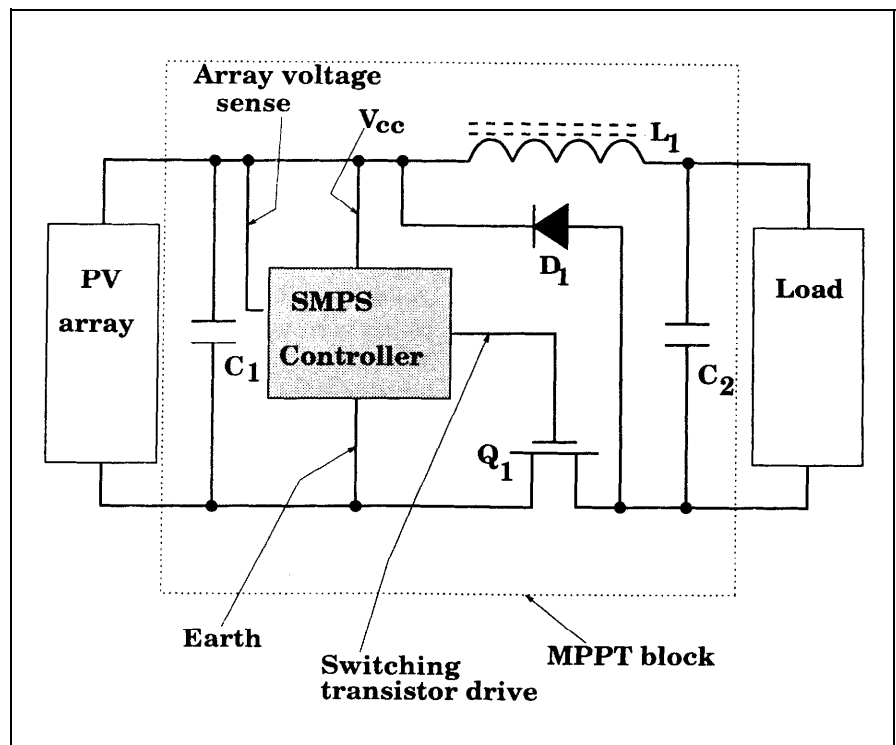 Array voltage
sense
Vcc
L1
PV
array
SMPS
Controller
D1
Load
C1
C2
Q1
Earth
Switching
transistor drive
MPPT block